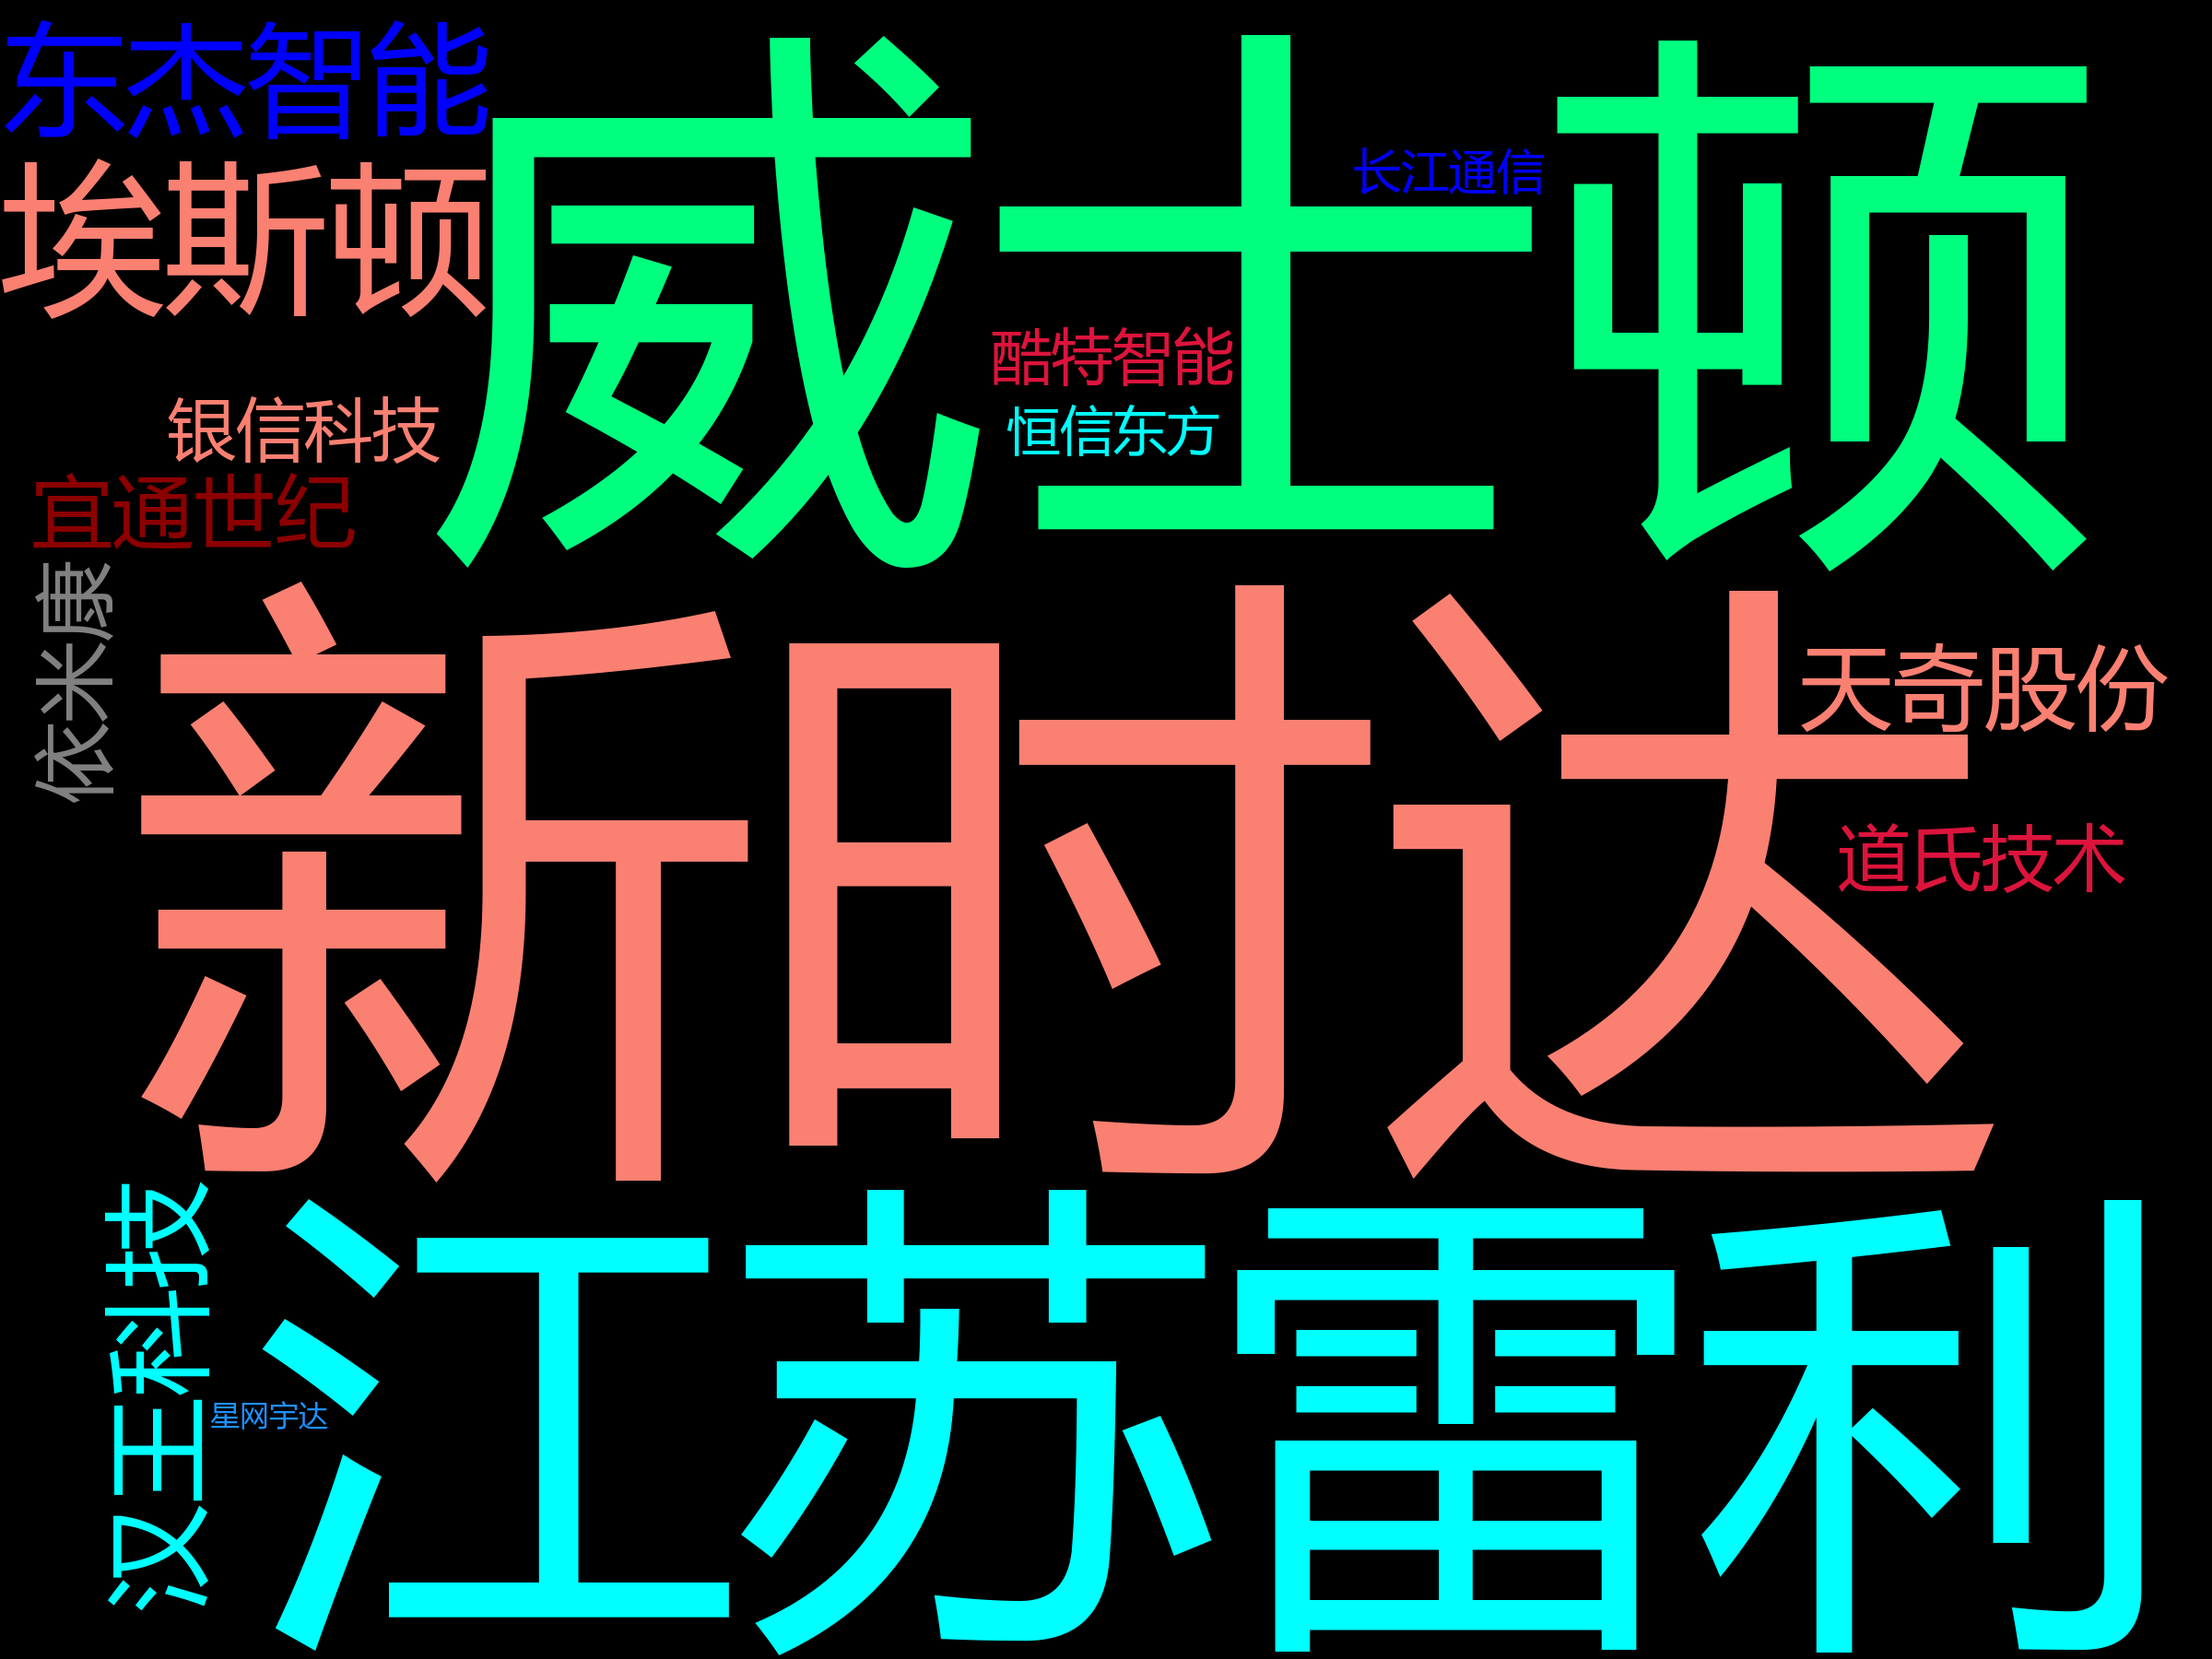 东杰智能
威士顿
长江通信
埃斯顿
酷特智能
银信科技
恒信东方
直通世纪
依米康
新时达
天奇股份
道氏技术
汉王科技
江苏雷利
星网宇达